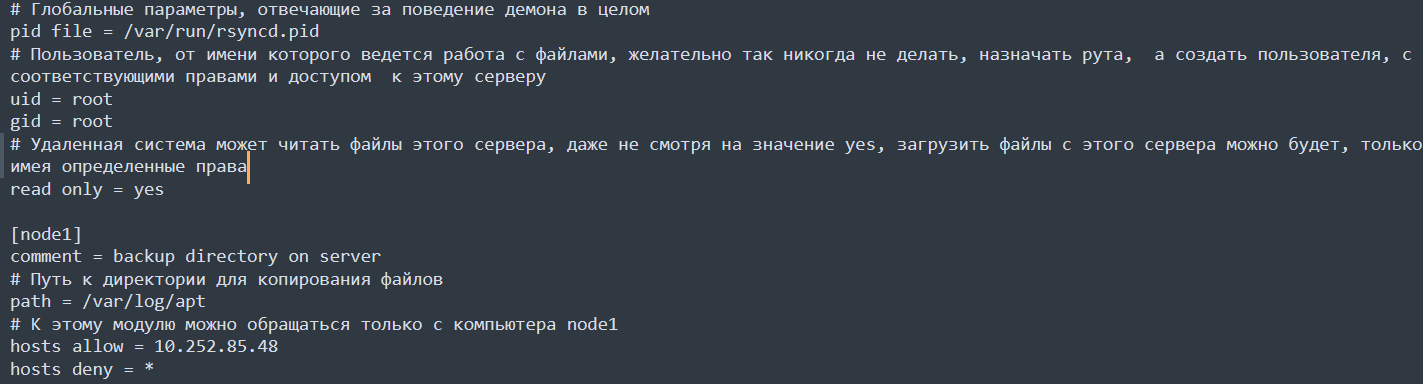 # Глобальные параметры, отвечающие за поведение демона в целом
pid file = /var/run/rsyncd.pid
# Пользователь, от имени которого ведется работа с файлами, желательно так никогда не делать, назначать рута,  а создать пользователя, с
соответствующими правами и доступом  к этому серверу
uid = root
gid = root
# Удаленная система может читать файлы этого сервера, даже не смотря на значение yes, загрузить файлы с этого сервера можно будет, только
имея определенные права
read only = yes

[node1]
comment = backup directory on server
# Путь к директории для копирования файлов
path = /var/log/apt
# К этому модулю можно обращаться только с компьютера node1
hosts allow = 10.252.85.48
hosts deny = *